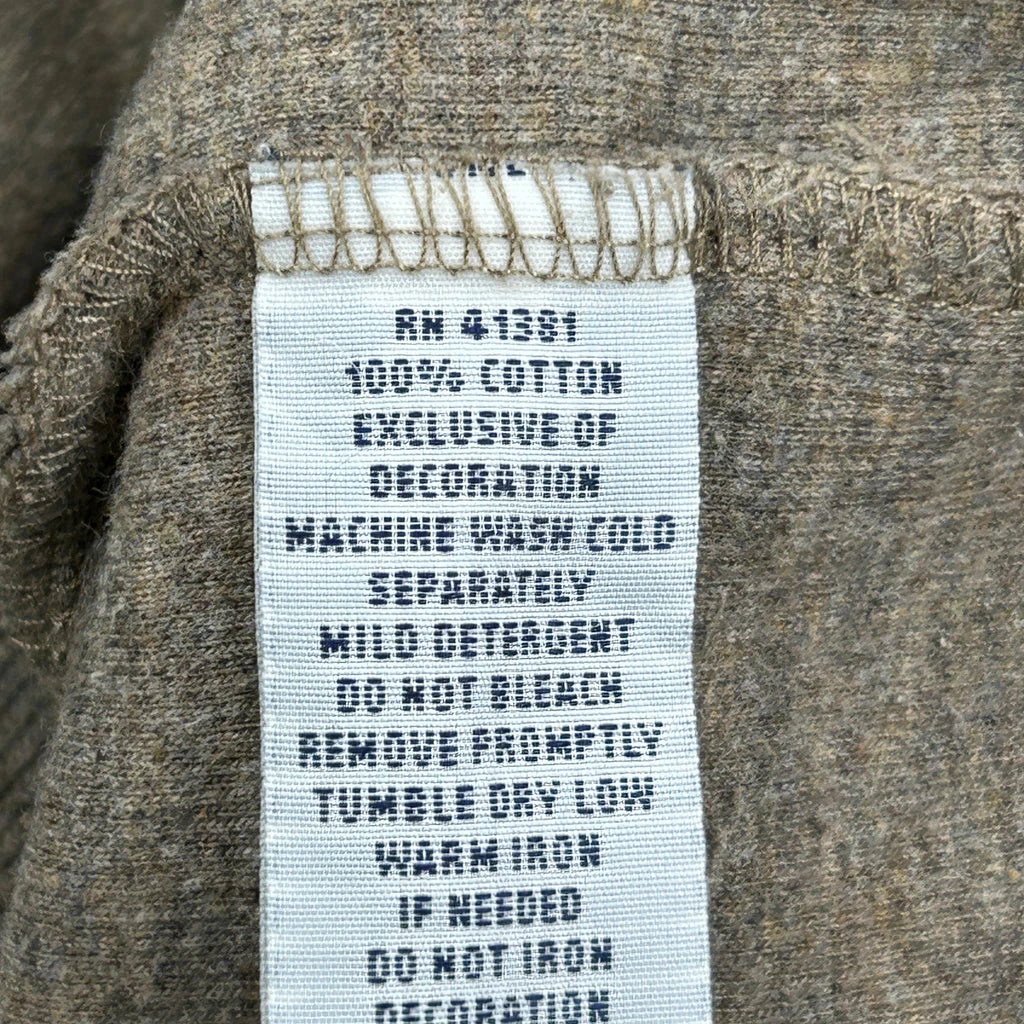 RN 41381
100% COTTON
EXCLUSIVE OF
DECORATION
MACHINE WASH COLD
SEPARATELY
MILD DETERGENT
DO NOT BLEACH
REMOVE PROMPTLY
TUMBLE DRY LOW
WARM IRON
IF NEEDED
DO NOT IRON
DECORATION